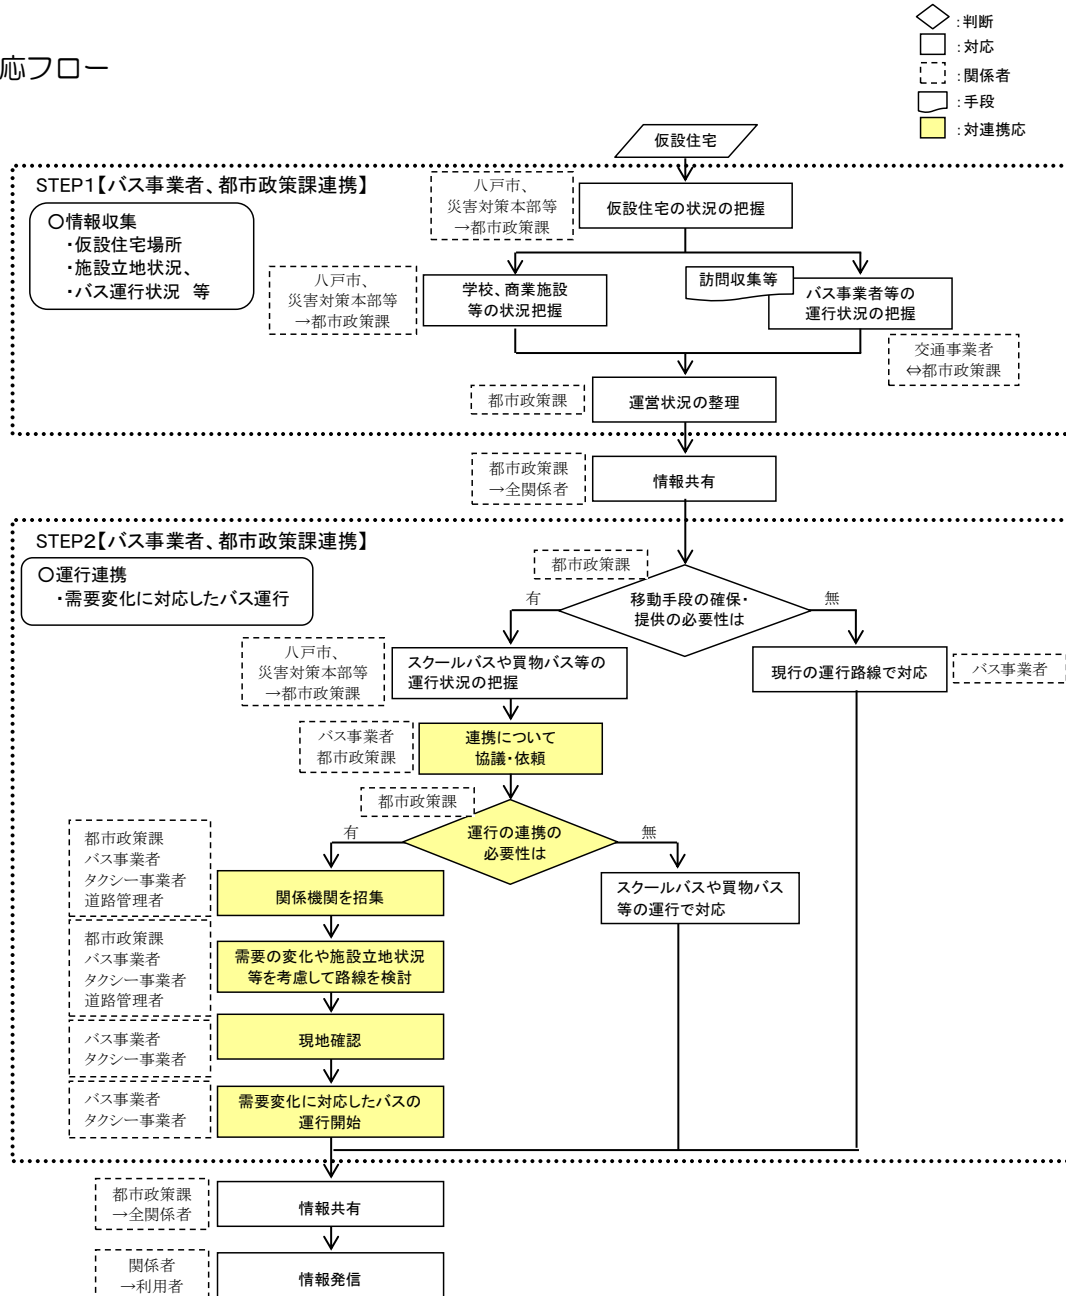 :判断
:対応
:関係者
:手段
:対連携応
応フロー
仮設住宅
STEP1【バス事業者、都市政策課連携】
〇情報収集
・仮設住宅場所
・施設立地状況、
・バス運行状況 等
八戸市、
災害対策本部等
→都市政策課
仮設住宅の状況の把握
八戸市、
災害対策本部等
→都市政策課
学校、商業施設
等の状況把握
訪問収集等
バス事業者等の
運行状況の把握
交通事業者
⇔都市政策課
都市政策課
運営状況の整理
都市政策課
→全関係者
情報共有
STEP2【バス事業者、都市政策課連携】
〇運行連携
・需要変化に対応したバス運行
都市政策課
移動手段の確保・
提供の必要性は
有
無
八戸市、
災害対策本部等
→都市政策課
スクールバスや買物バス等の
運行状況の把握
現行の運行路線で対応
バス事業者
バス事業者
都市政策課
連携について
協議・依頼
都市政策課
運行の連携の
必要性は
有
無
都市政策課
バス事業者
タクシー事業者
道路管理者
関係機関を招集
スクールバスや買物バス
等の運行で対応
都市政策課
バス事業者
タクシー事業者
道路管理者
需要の変化や施設立地状況
等を考慮して路線を検討
バス事業者
タクシー事業者
現地確認
バス事業者
タクシー事業者
需要変化に対応したバスの
運行開始
都市政策課
→全関係者
情報共有
関係者
→利用者
情報発信